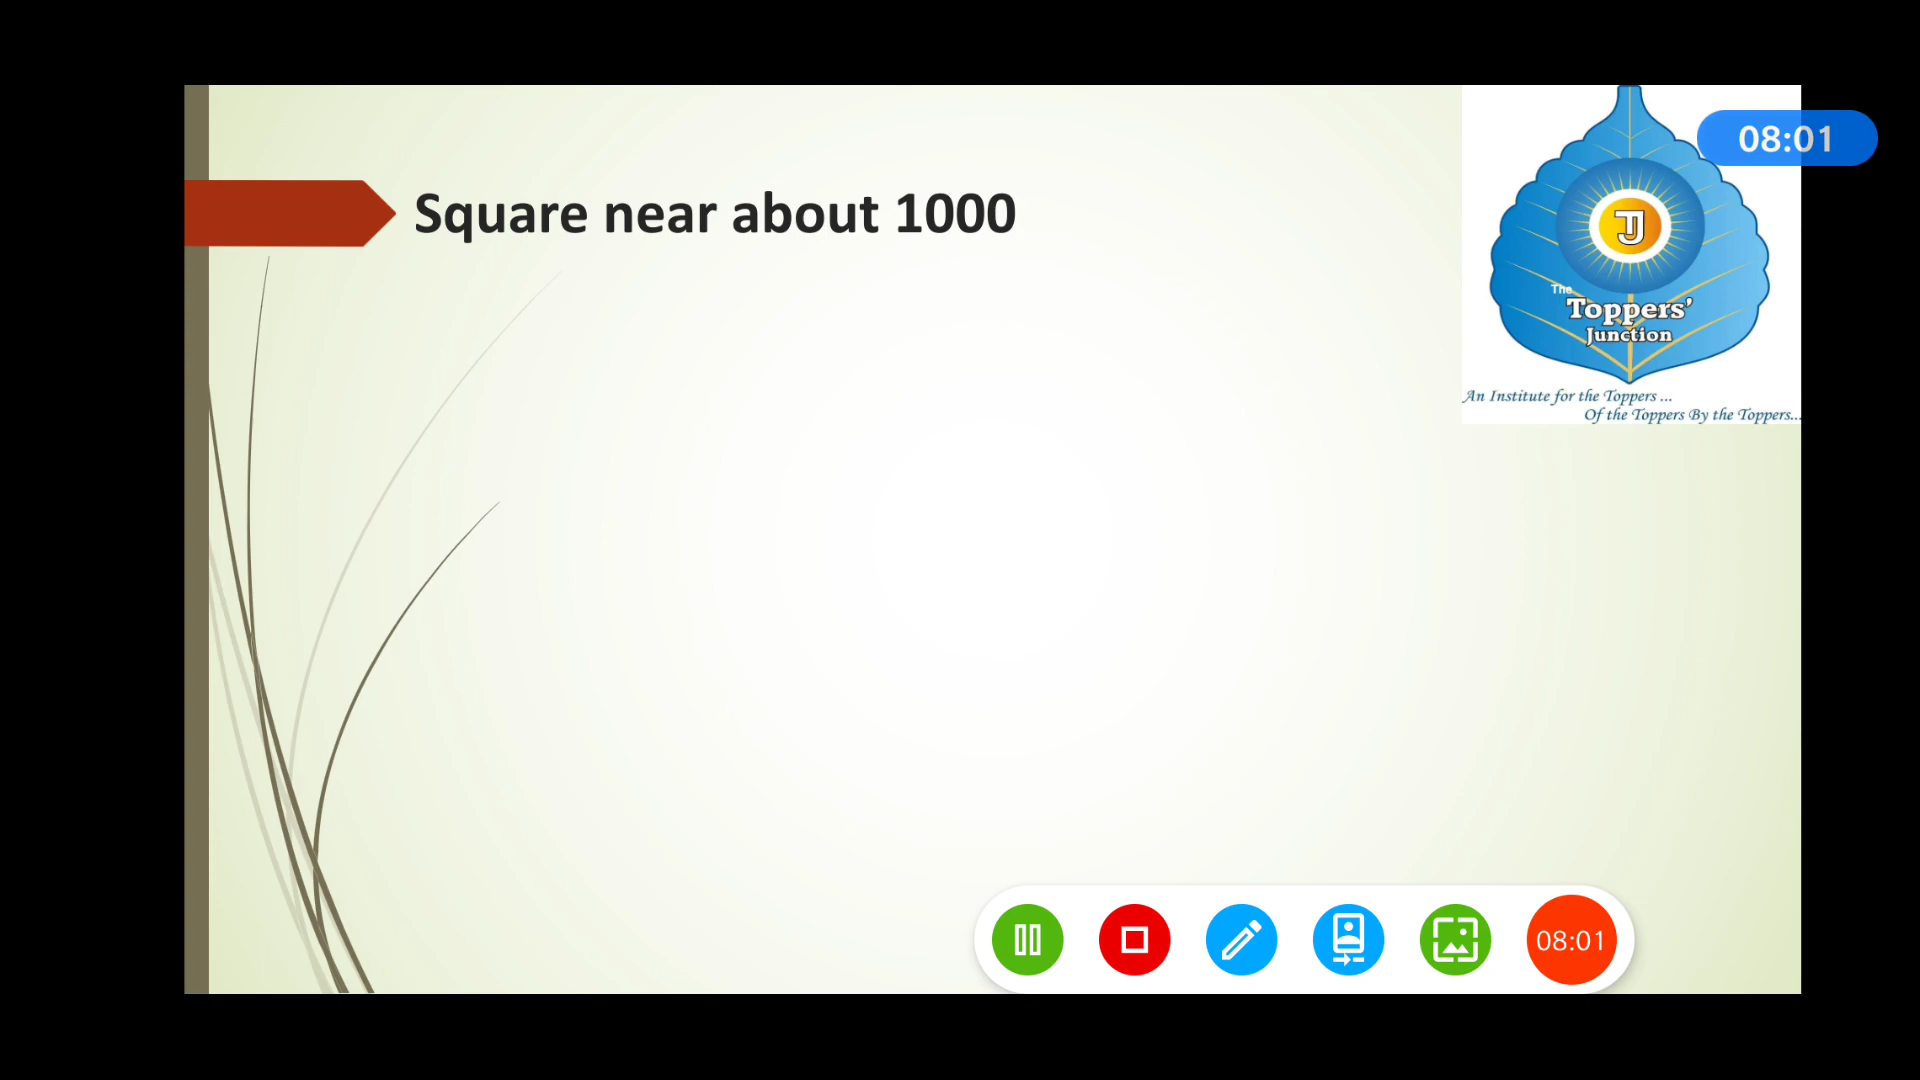 Square near about 1000
08:01
TJ
The
Toppers'
Junction
An Institute for the Toppers ...
Of the Toppers By the Toppers...
08:01